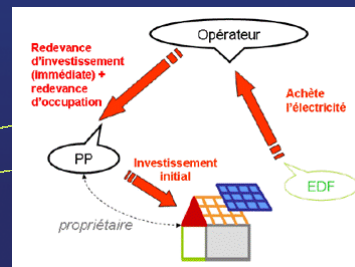 Opérateur
Redevance
d'investissement
(immédiate) +
redevance
d'occupation
Achète
l'électricité
PP
Investissement
initial
EDF
propriétaire